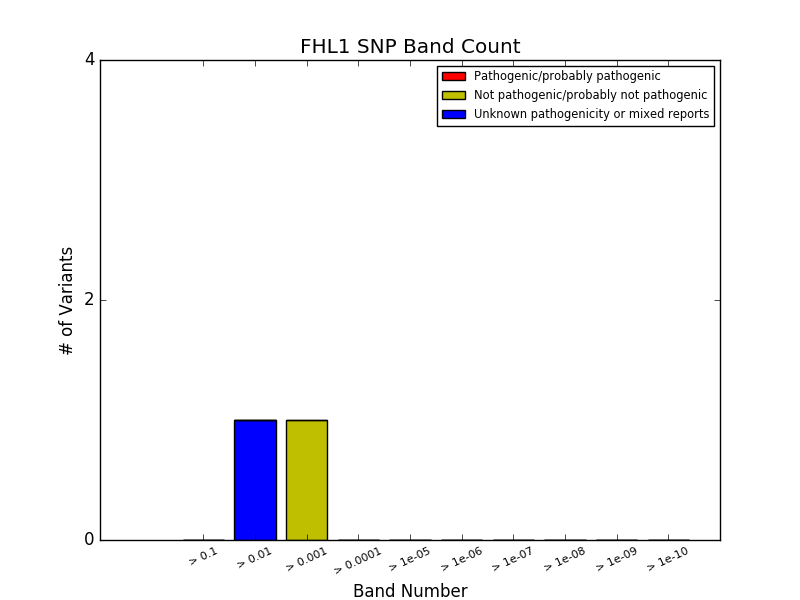 FHL1 SNP Band Count
Pathogenic/probably pathogenic
Not pathogenic/probably not pathogenic
Unknown pathogenicity or mixed reports
4
2
0
# of Variants
> 0.1 > 0.01 > 0.001 > 0.0001 > 1e-05 > 1e-06 > 1e-07 > 1e-08 > 1e-09 > 1e-10
Band Number